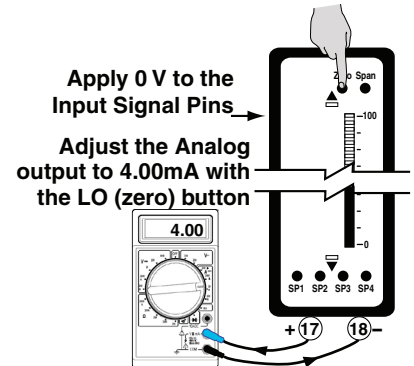 Zero Span
Apply 0 V to the
Input Signal Pins
100
Adjust the Analog
output to 4.00mA with
the LO (zero) button
4.00
0
SP1 SP2 SP3 SP4
+ 17 18 –